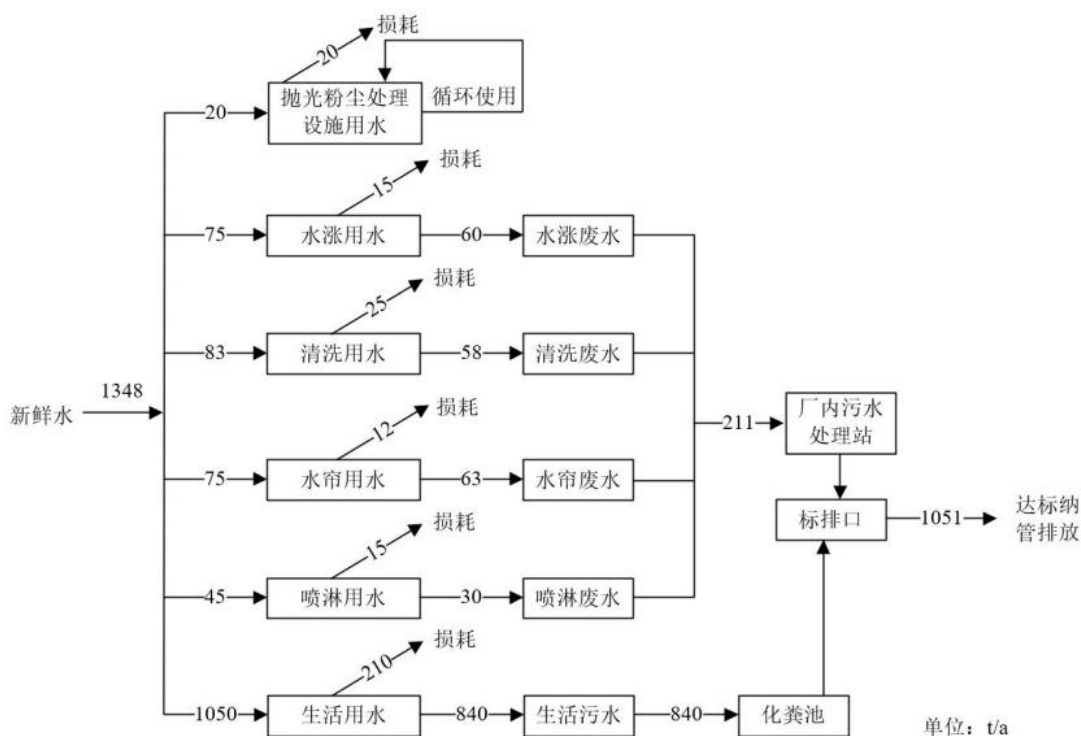 损耗
20
20
抛光粉尘处理
设施用水
循环使用
损耗
15
75
水涨用水
60
水涨废水
损耗
25
83
清洗用水
58
清洗废水
1348
新鲜水
损耗
12
75
水帘用水
63
水帘废水
211
厂内污水
处理站
标排口
1051
达标纳
管排放
损耗
15
45
喷淋用水
30
喷淋废水
损耗
210
1050
生活用水
840
生活污水
840
化粪池
单位：t/a